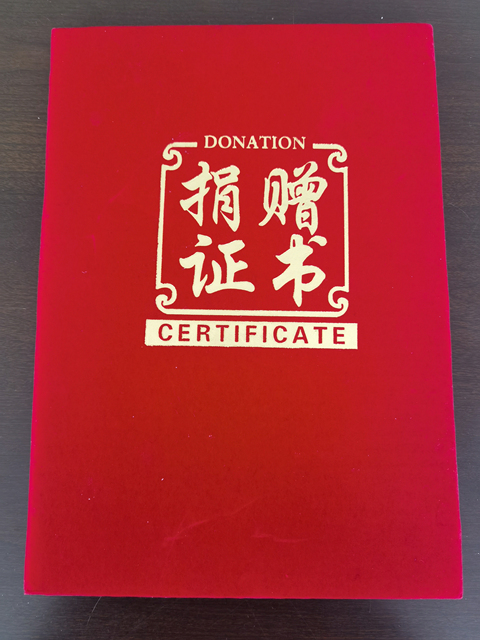 DONATION
捐赠
证书
CERTIFICATE